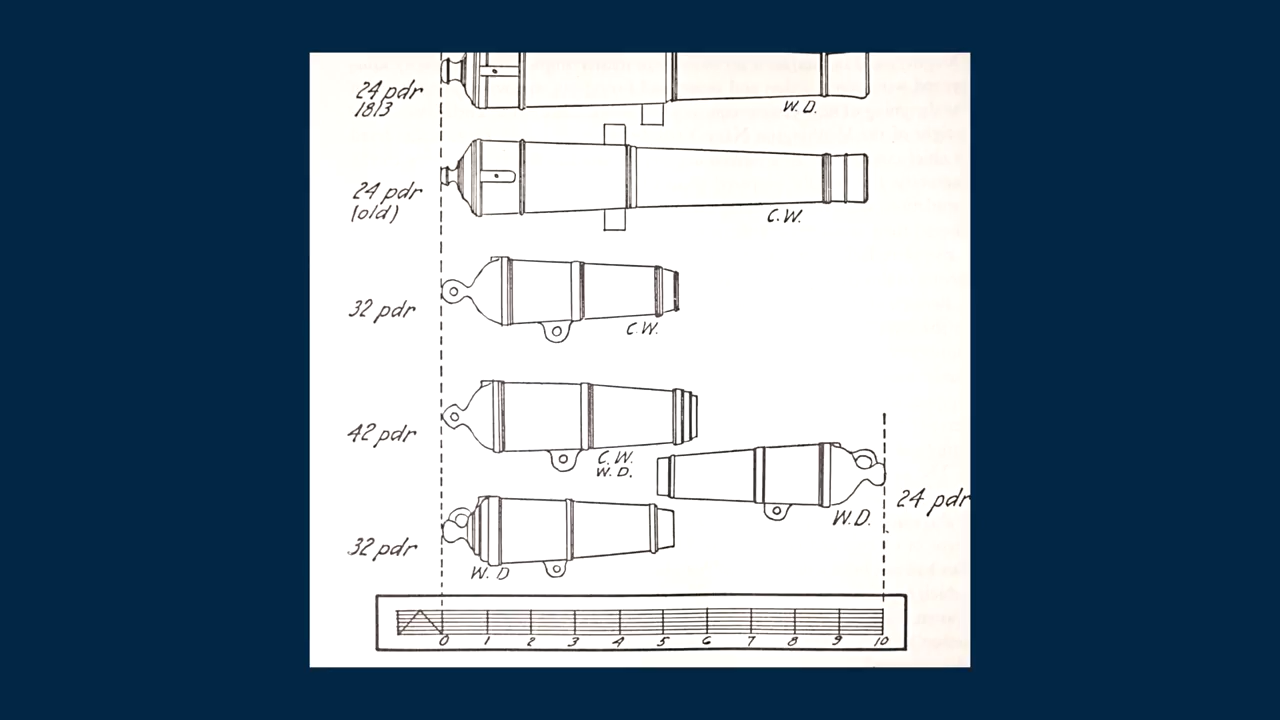 24 pdr
1813
W.D.
24 pdr
(old)
C.W.
32 pdr
C.W.
42 pdr
C.W.
W.D.
24 pdr
W.D.
32 pdr
W. D
0 1 2 3 4 5 6 7 8 9 10